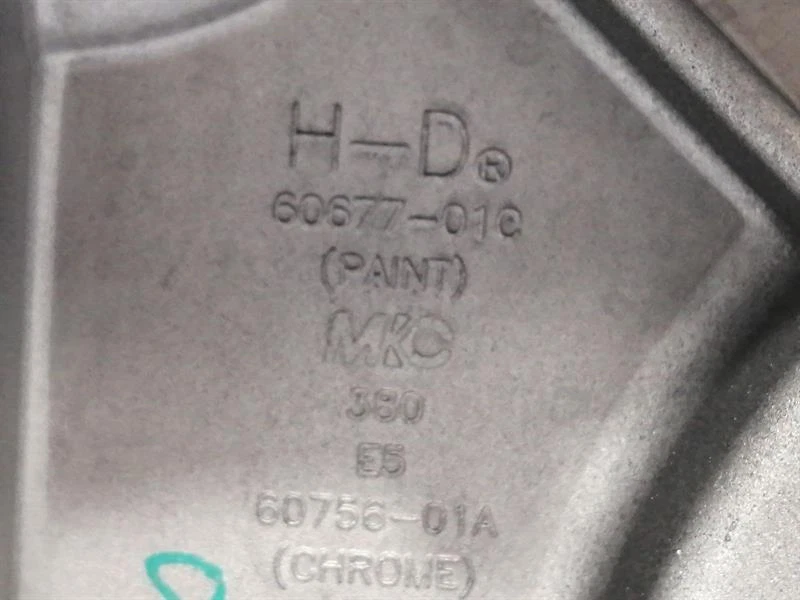 H-D®
60677-01C
(PAINT)
MKC
380
E5
60756-01A
(CHROME)